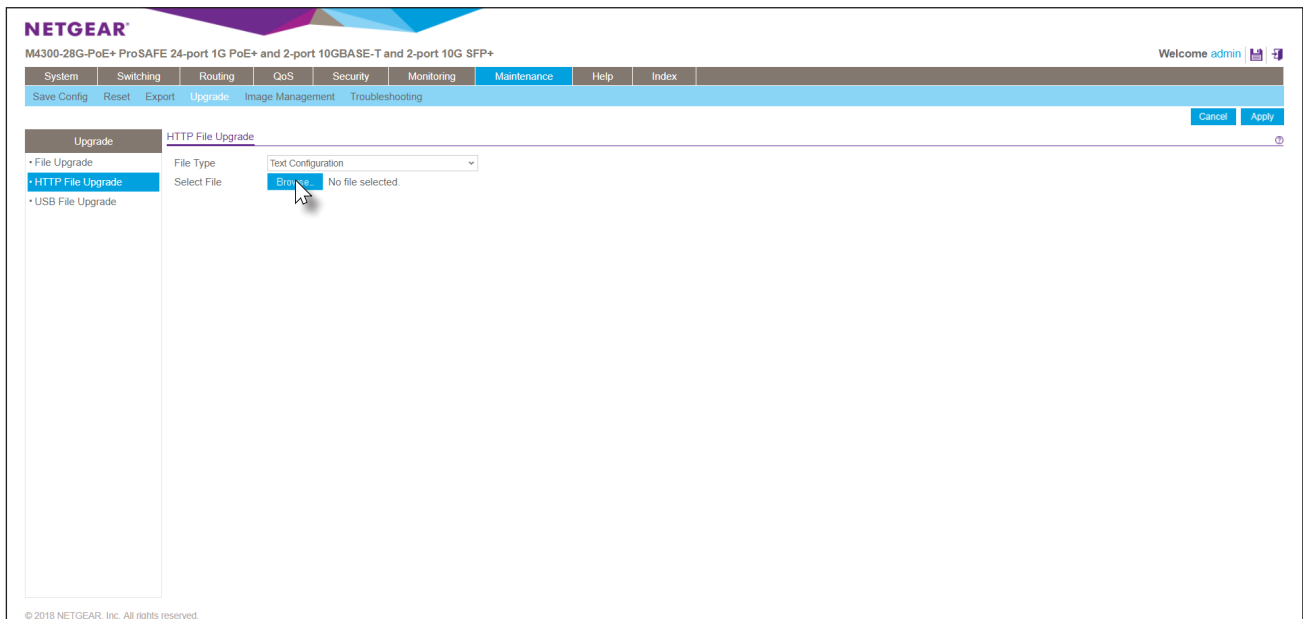 NETGEAR®
M4300-28G-PoE+ ProSAFE 24-port 1G PoE+ and 2-port 10GBASE-T and 2-port 10G SFP+ Welcome admin
System Switching Routing QoS Security Monitoring Maintenance Help Index
Save Config Reset Export Upgrade Image Management Troubleshooting
Cancel Apply
Upgrade
• File Upgrade
• HTTP File Upgrade
• USB File Upgrade
HTTP File Upgrade
File Type Text Configuration
Select File Browse.. No file selected.
© 2018 NETGEAR, Inc. All rights reserved.